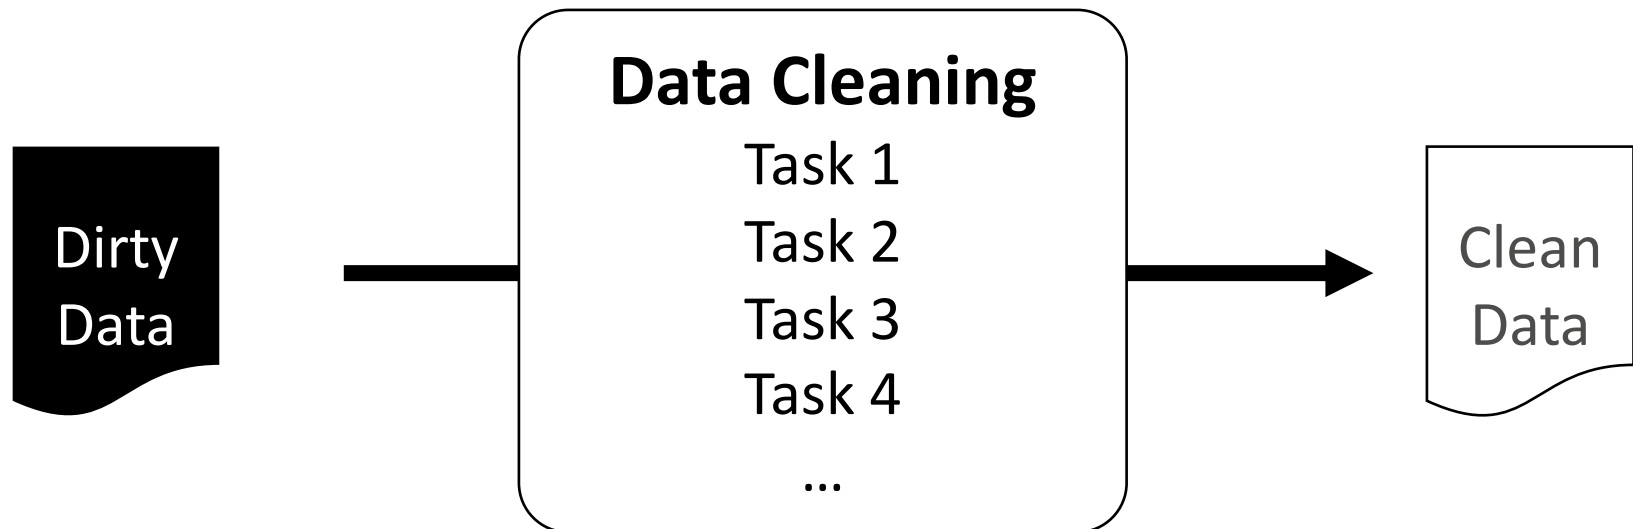 Dirty
Data
Data Cleaning
Task 1
Task 2
Task 3
Task 4
...
Clean
Data